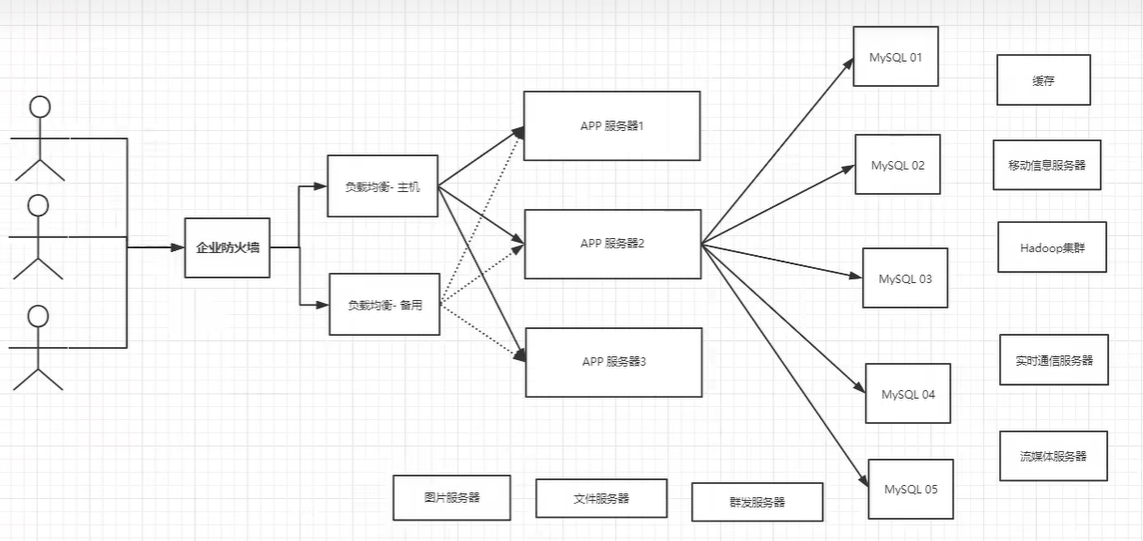 MySQL 01
缓存
APP 服务器1
负载均衡- 主机
MySQL 02
移动信息服务器
企业防火墙
APP 服务器2
Hadoop集群
MySQL 03
负载均衡- 备用
APP 服务器3
实时通信服务器
MySQL 04
流媒体服务器
MySQL 05
图片服务器
文件服务器
群发服务器